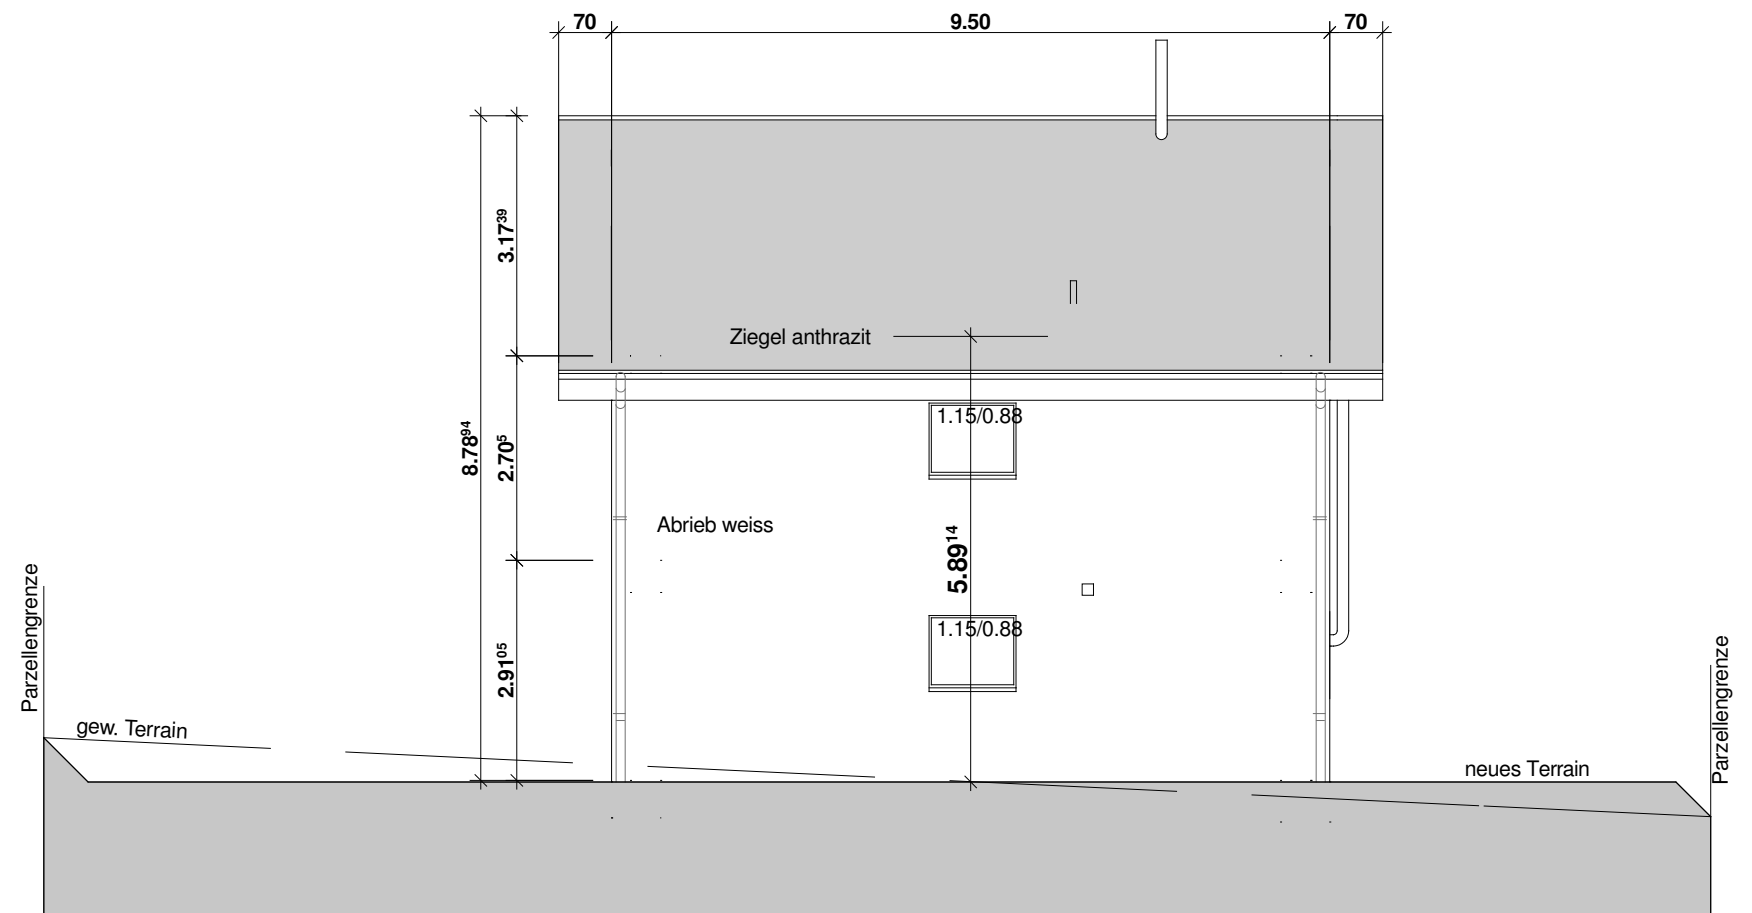 70
9.50
70
3.17³⁹
Ziegel anthrazit
8.78⁹⁴
2.70⁵
1.15/0.88
Abrieb weiss
5.89¹⁴
Parzellengrenze
2.91⁰⁵
1.15/0.88
Parzellengrenze
gew. Terrain
neues Terrain